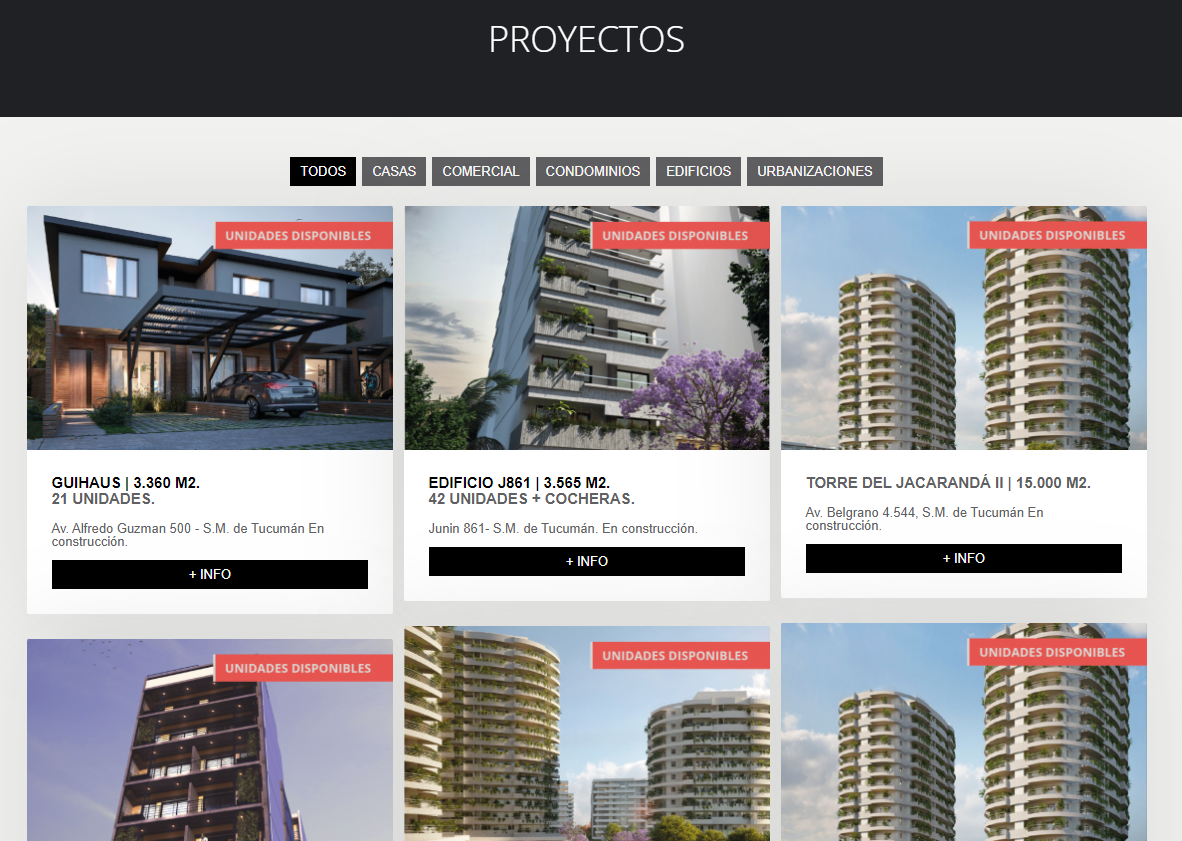 PROYECTOS
TODOS
CASAS
COMERCIAL
CONDOMINIOS
EDIFICIOS
URBANIZACIONES
UNIDADES DISPONIBLES
GUIHAUS | 3.360 M2.
21 UNIDADES.
Av. Alfredo Guzman 500 - S.M. de Tucumán En
construcción.
+ INFO
UNIDADES DISPONIBLES
EDIFICIO J861 | 3.565 M2.
42 UNIDADES + COCHERAS.
Junin 861- S.M. de Tucumán. En construcción.
+ INFO
UNIDADES DISPONIBLES
TORRE DEL JACARANDÁ II | 15.000 M2.
Av. Belgrano 4.544, S.M. de Tucumán En
construcción.
+ INFO
UNIDADES DISPONIBLES
UNIDADES DISPONIBLES
UNIDADES DISPONIBLES